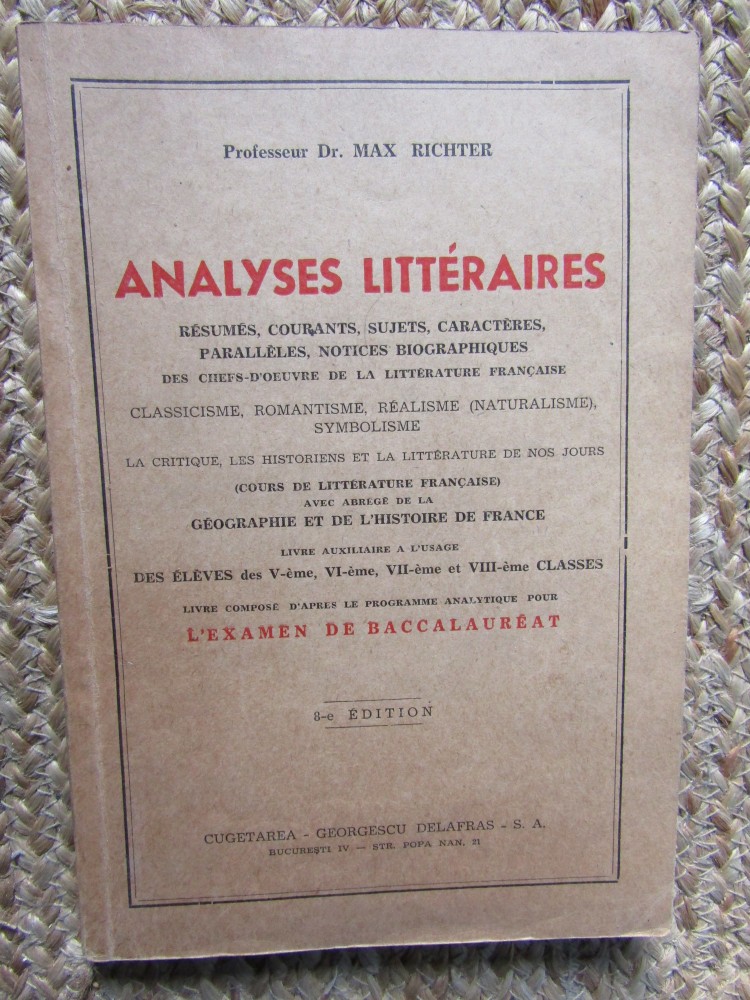 Professeur Dr. MAX RICHTER
ANALYSES LITTÉRAIRES
RÉSUMÉS, COURANTS, SUJETS, CARACTÈRES,
PARALLÈLES, NOTICES BIOGRAPHIQUES
DES CHEFS-D'OEUVRE DE LA LITTÉRATURE FRANÇAISE
CLASSICISME, ROMANTISME, RÉALISME (NATURALISME),
SYMBOLISME
LA CRITIQUE, LES HISTORIENS ET LA LITTÉRATURE DE NOS JOURS
(COURS DE LITTÉRATURE FRANÇAISE)
AVEC ABRÉGÉ DE LA
GÉOGRAPHIE ET DE L'HISTOIRE DE FRANCE
LIVRE AUXILIAIRE A L'USAGE
DES ÉLÈVES des V-ème, VI-ème, VII-ème et VIII-ème CLASSES
LIVRE COMPOSÉ D'APRES LE PROGRAMME ANALYTIQUE POUR
L'EXAMEN DE BACCALAURÉAT
8-e ÉDITION
CUGETAREA - GEORGESCU DELAFRAS - S. A.
BUCUREȘTI IV — STR. POPA NAN, 21